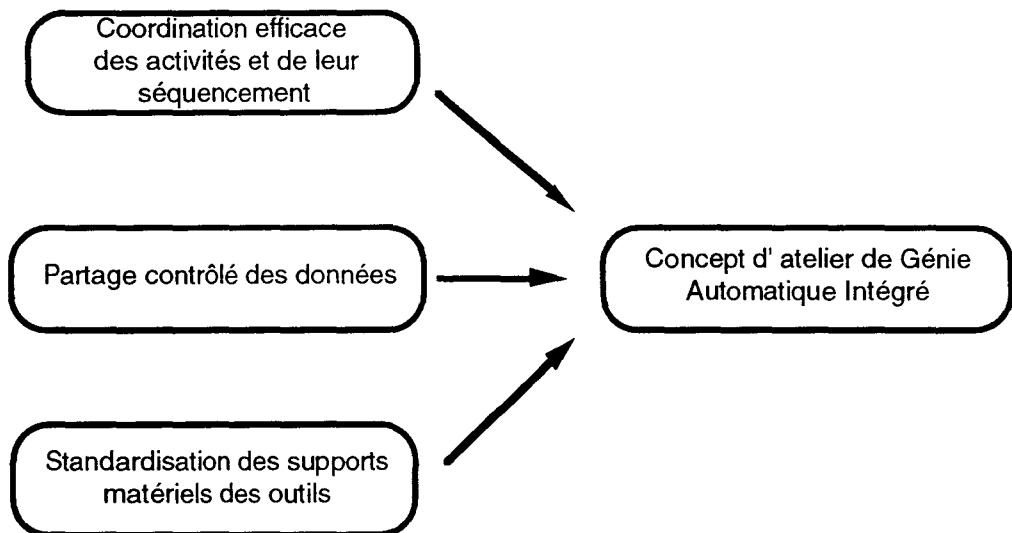 Coordination efficace
des activités et de leur
séquencement
Partage contrôlé des données
Concept d' atelier de Génie
Automatique Intégré
Standardisation des supports
matériels des outils